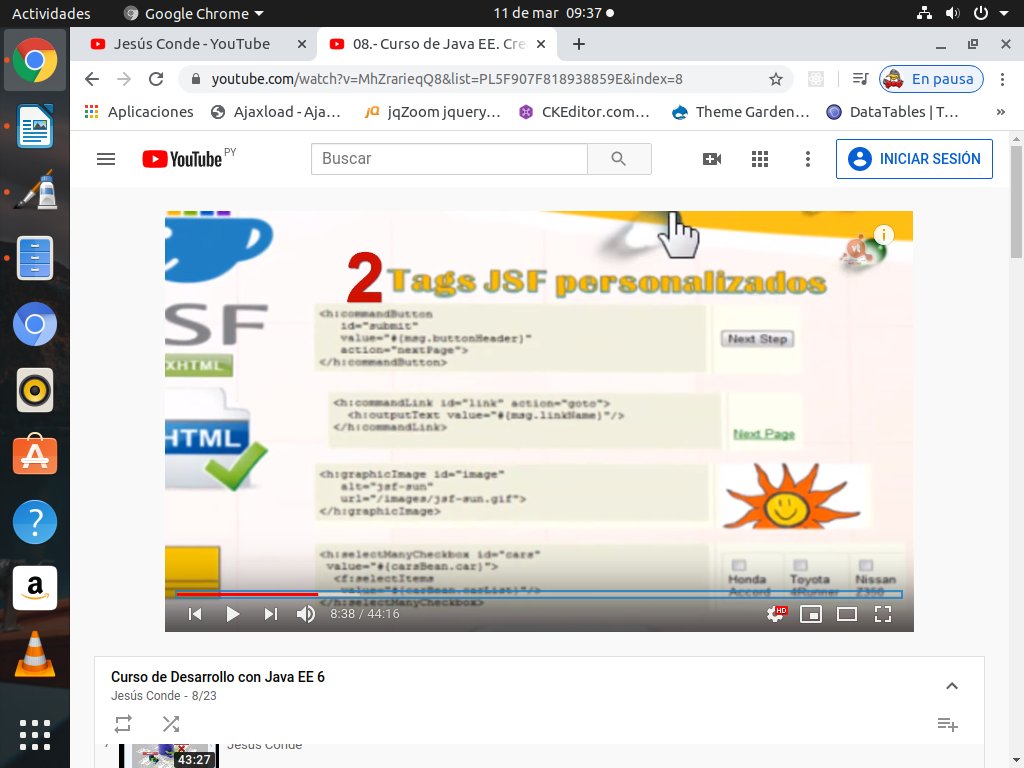 Actividades
Google Chrome
11 de mar 09:37
Jesús Conde - YouTube
08.- Curso de Java EE. Cre
youtube.com/watch?v=MhZrarieqQ8&list=PL5F907F818938859E&index=8
En pausa
Aplicaciones
Ajaxload - Aja...
jqZoom jquery...
CKEditor.com...
Theme Garden...
DataTables | T...
YouTube PY
Buscar
INICIAR SESIÓN
2 Tags JSF personalizados
SF
XHTML
HTML
<h:commandButton
id="submit"
value="#{msg.buttonHeader}"
action="nextPage">
</h:commandButton>
Next Step
<h:commandLink id="link" action="goto">
<h:outputText value="#{msg.linkName}"/>
</h:commandLink>
Next Page
<h:graphicImage id="image"
alt="jsf-sun"
url="/images/jsf-sun.gif">
</h:graphicImage>
<h:selectManyCheckbox id="cars"
value="#{carsBean.car}">
<f:selectItems
value="#{carsBean.carList}"/>
</h:selectManyCheckbox>
Honda
Accord
Toyota
4Runner
Nissan
Z350
8:38 / 44:16
HD
Curso de Desarrollo con Java EE 6
Jesús Conde - 8/23
Jesús Conde
43:27